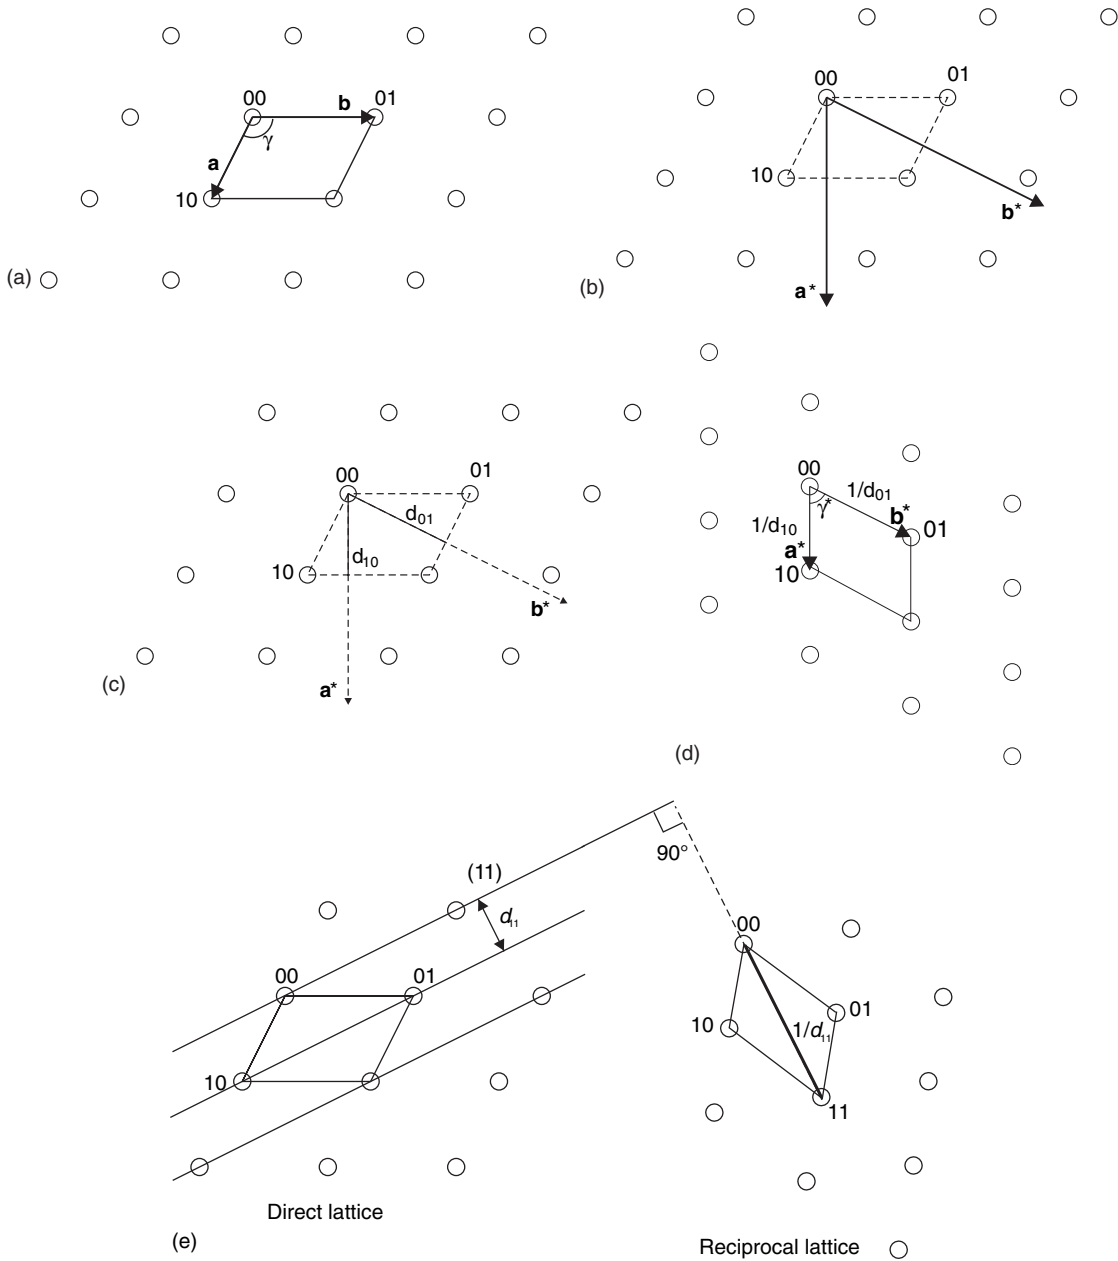 00
b
01
γ
a
10
(a)
00
01
10
b*
a*
(b)
00
01
d01
d10
10
b*
a*
(c)
00
1/d01
γ*
1/d10
b*
01
a*
10
(d)
(11)
90°
d11
00
01
10
Direct lattice
(e)
00
01
10
1/d11
11
Reciprocal lattice